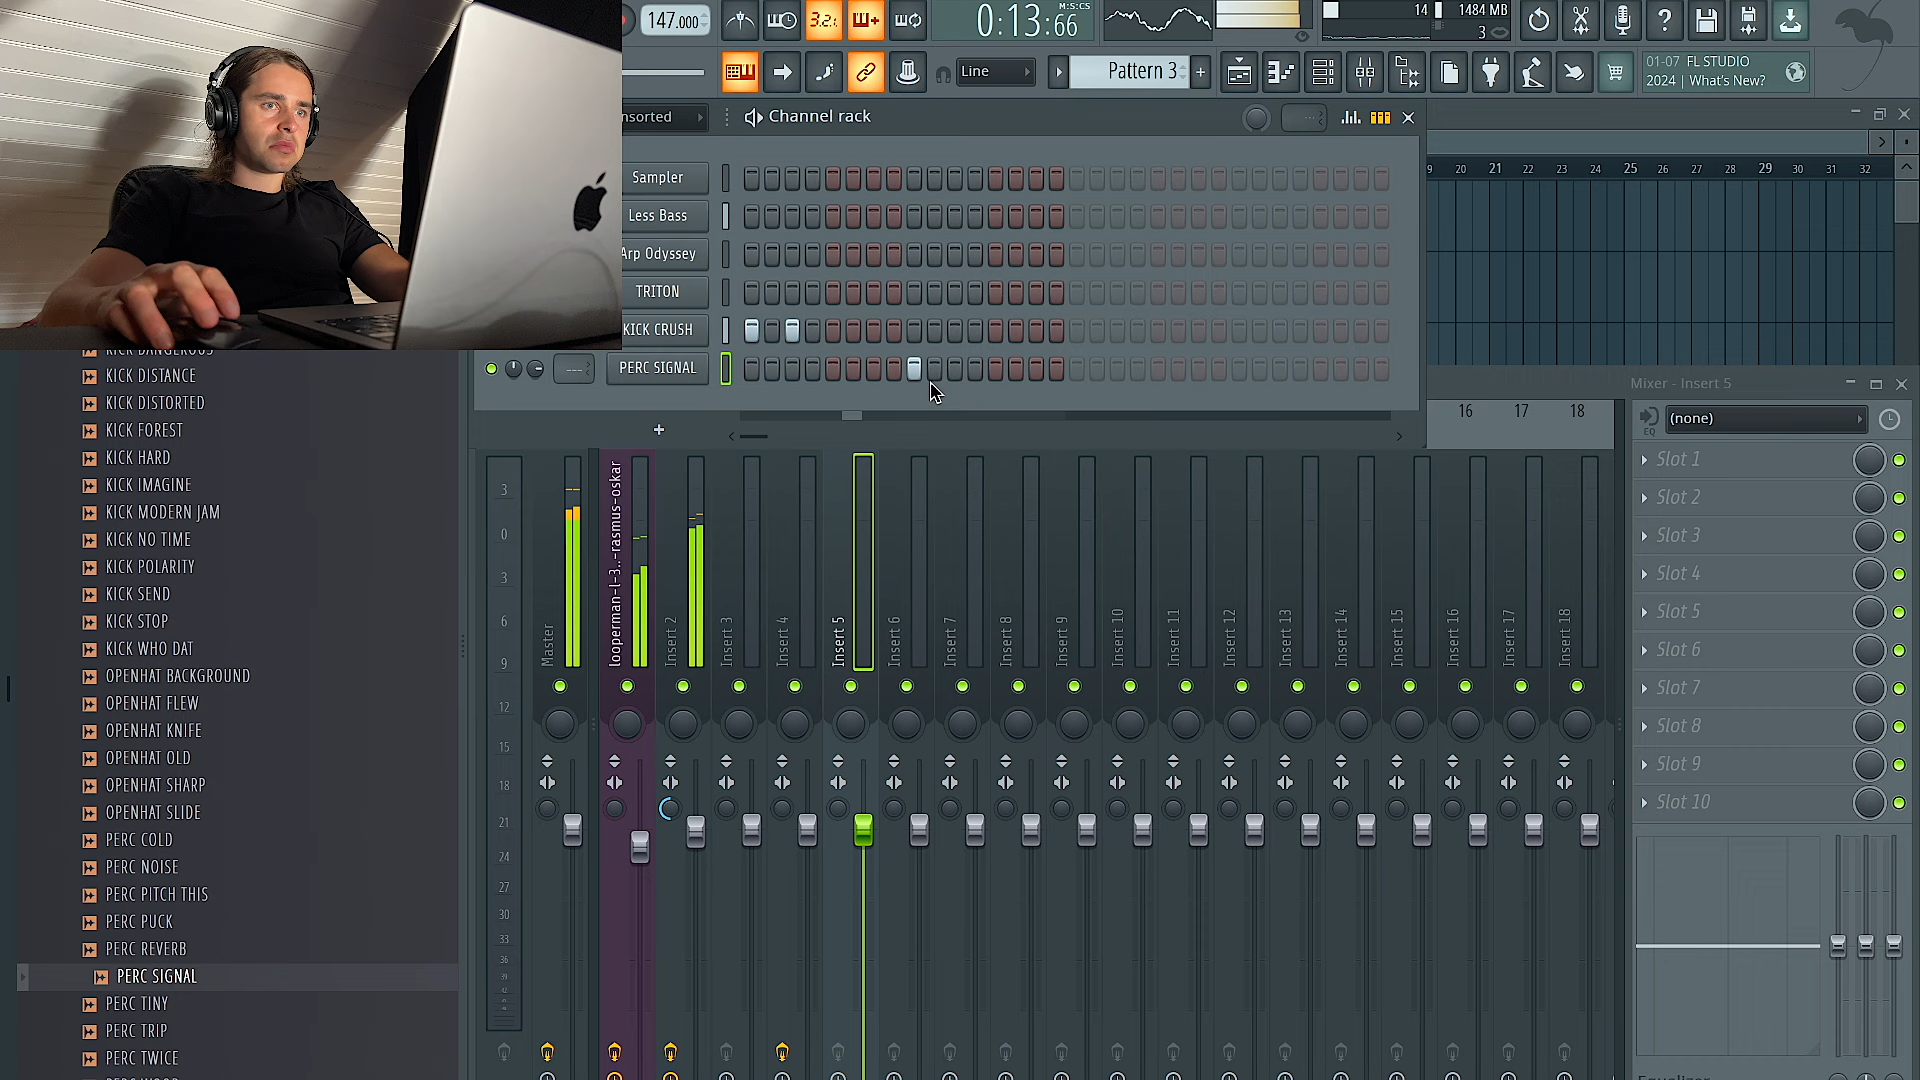 147.000
3.2.
0:13:66
M:S:CS
14
1484 MB
3
Line
Pattern 3
+
01-07 FL STUDIO
2024 | What's New?
nsorted
Channel rack
Sampler
Less Bass
Arp Odyssey
TRITON
KICK CRUSH
PERC SIGNAL
9 20 21 22 23 24 25 26 27 28 29 30 31 32
16 17 18
Mixer - Insert 5
(none)
EQ
Slot 1
Slot 2
Slot 3
Slot 4
Slot 5
Slot 6
Slot 7
Slot 8
Slot 9
Slot 10
KICK DANGEROUS
KICK DISTANCE
KICK DISTORTED
KICK FOREST
KICK HARD
KICK IMAGINE
KICK MODERN JAM
KICK NO TIME
KICK POLARITY
KICK SEND
KICK STOP
KICK WHO DAT
OPENHAT BACKGROUND
OPENHAT FLEW
OPENHAT KNIFE
OPENHAT OLD
OPENHAT SHARP
OPENHAT SLIDE
PERC COLD
PERC NOISE
PERC PITCH THIS
PERC PUCK
PERC REVERB
PERC SIGNAL
PERC TINY
PERC TRIP
PERC TWICE
3
0
3
6
9
12
15
18
21
24
27
30
33
36
Master
looperman-l-3..-rasmus-oskar
Insert 2
Insert 3
Insert 4
Insert 5
Insert 6
Insert 7
Insert 8
Insert 9
Insert 10
Insert 11
Insert 12
Insert 13
Insert 14
Insert 15
Insert 16
Insert 17
Insert 18
Equalizer